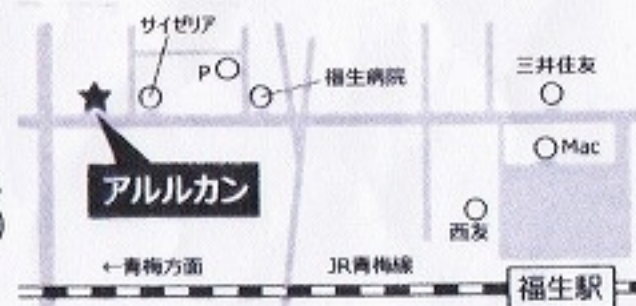 サイゼリア
P
福生病院
三井住友
Mac
アルルカン
西友
←青梅方面
JR青梅線
福生駅